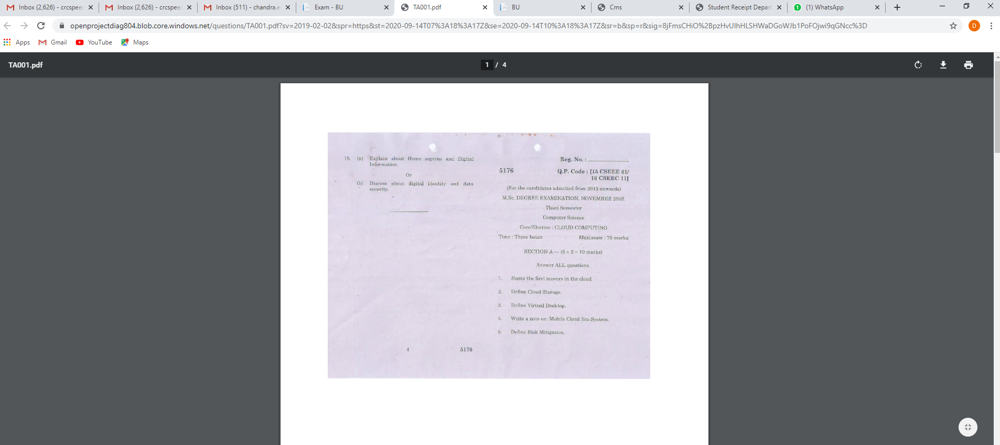 Inbox (2,626) - crcspee
Inbox (2,626) - crcspee
Inbox (511) - chandra.e
Exam - BU
TA001.pdf
BU
Cms
Student Receipt Depar
(1) WhatsApp
openprojectdiag804.blob.core.windows.net/questions/TA001.pdf?sv=2019-02-02&spr=https&st=2020-09-14T07%3A18%3A17Z&se=2020-09-14T10%3A18%3A17Z&sr=b&sp=r&sig=8jFmsCHiO%2BpzHvUIhHLSHWaDGoWJb1PoFOjwi9qGNcc%3D
D
Apps
Gmail
YouTube
Maps
TA001.pdf
1 / 4
15. (a) Explain about Homo sapiens and Digital
Information.
Or
(b) Discuss about digital identity and data
security.
4 5176
Reg. No. :
5176 Q.P. Code : [15 CSEEE 01/
16 CSEEC 11]
(For the candidates admitted from 2015 onwards)
M.Sc. DEGREE EXAMINATION, NOVEMBER 2018.
Third Semester
Computer Science
Core/Elective : CLOUD COMPUTING
Time : Three hours Maximum : 75 marks
SECTION A — (5 × 2 = 10 marks)
Answer ALL questions.
1. Name the first movers in the cloud.
2. Define Cloud Storage.
3. Define Virtual Desktop.
4. Write a note on: Mobile Cloud Eco System.
5. Define Risk Mitigation.